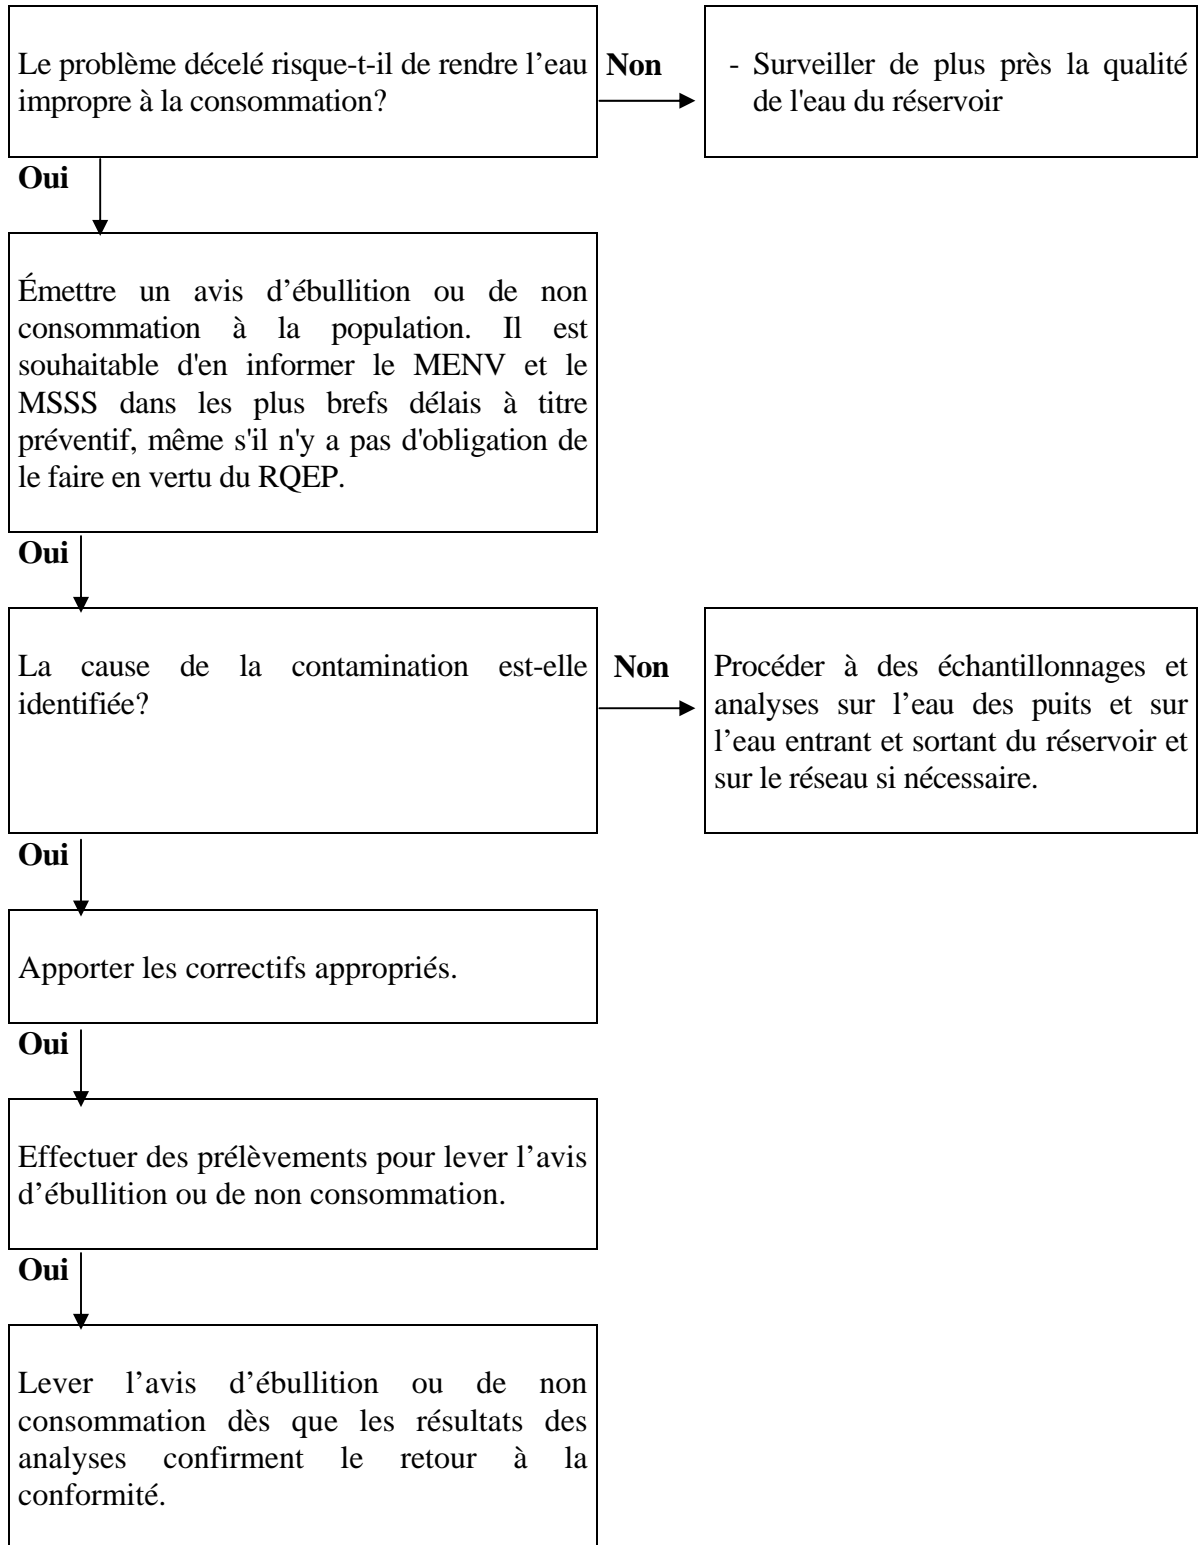 Le problème décelé risque-t-il de rendre l’eau
impropre à la consommation?
Non
- Surveiller de plus près la qualité
de l'eau du réservoir
Oui
Émettre un avis d’ébullition ou de non
consommation à la population. Il est
souhaitable d'en informer le MENV et le
MSSS dans les plus brefs délais à titre
préventif, même s'il n'y a pas d'obligation de
le faire en vertu du RQEP.
Oui
La cause de la contamination est-elle
identifiée?
Non
Procéder à des échantillonnages et
analyses sur l’eau des puits et sur
l’eau entrant et sortant du réservoir et
sur le réseau si nécessaire.
Oui
Apporter les correctifs appropriés.
Oui
Effectuer des prélèvements pour lever l’avis
d’ébullition ou de non consommation.
Oui
Lever l’avis d’ébullition ou de non
consommation dès que les résultats des
analyses confirment le retour à la
conformité.